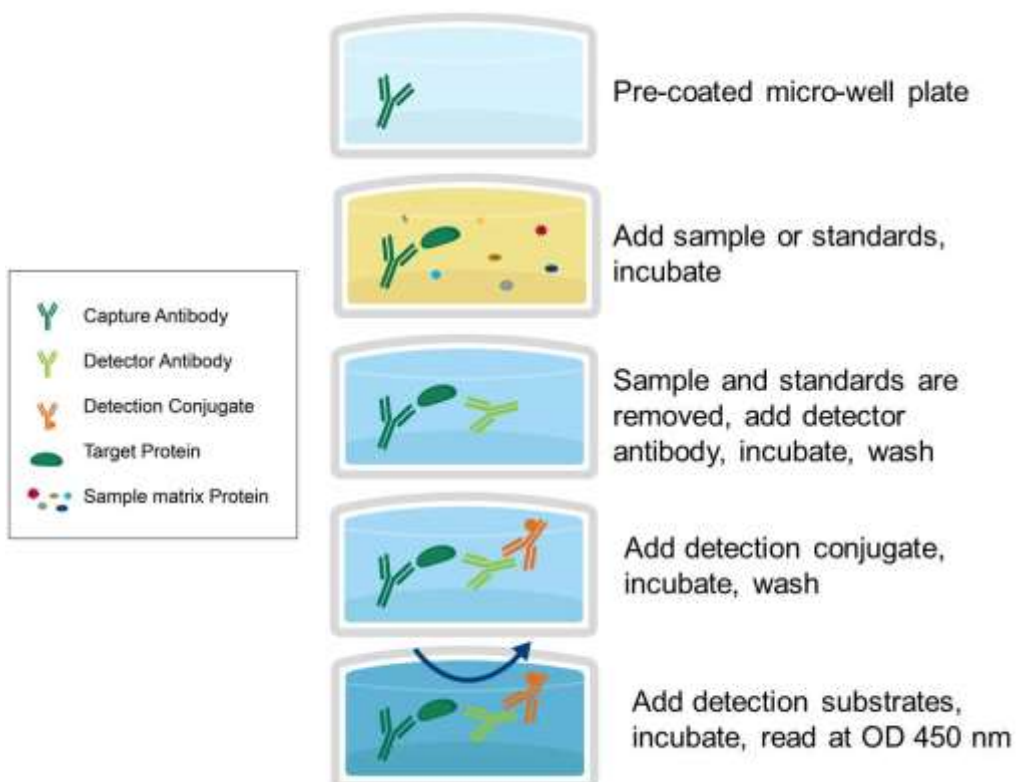 Pre-coated micro-well plate
Add sample or standards,
incubate
Capture Antibody
Detector Antibody
Detection Conjugate
Target Protein
Sample matrix Protein
Sample and standards are
removed, add detector
antibody, incubate, wash
Add detection conjugate,
incubate, wash
Add detection substrates,
incubate, read at OD 450 nm